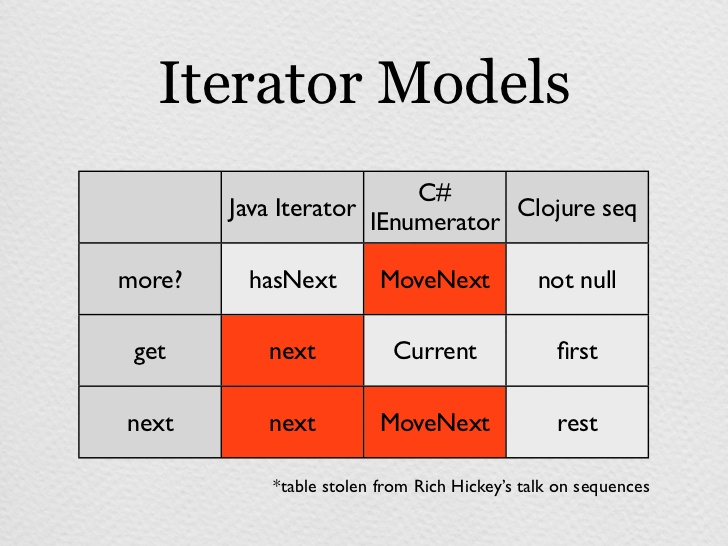 Iterator Models
Java Iterator
C#
IEnumerator
Clojure seq
more?
hasNext
MoveNext
not null
get
next
Current
first
next
next
MoveNext
rest
*table stolen from Rich Hickey's talk on sequences